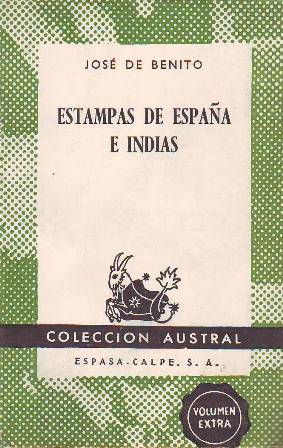 JOSÉ DE BENITO
ESTAMPAS DE ESPAÑA
E INDIAS
COLECCION AUSTRAL
ESPASA-CALPE, S. A.
VOLUMEN
EXTRA